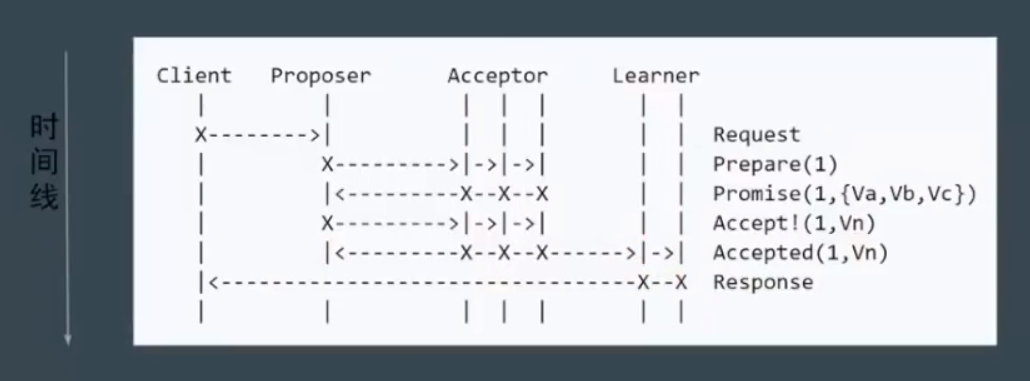 时间线
Client Proposer Acceptor Learner
| | | | | | |
X-------->| | | | | | Request
| X--------->|->|->| | | Prepare(1)
| |<---------X--X--X | | Promise(1,{Va,Vb,Vc})
| X--------->|->|->| | | Accept!(1,Vn)
| |<---------X--X--X------>|->| Accepted(1,Vn)
|<---------------------------------X--X Response
| | | | | | |